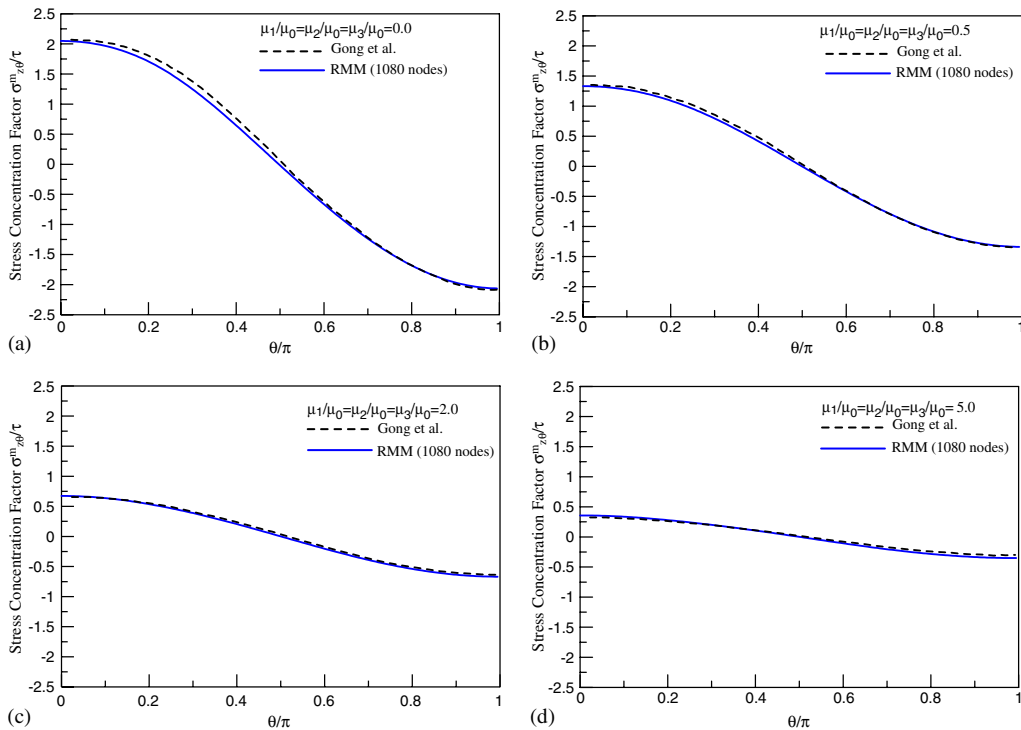 μ1/μ0=μ2/μ0=μ3/μ0=0.0
Gong et al.
RMM (1080 nodes)
Stress Concentration Factor σ^m_zθ/τ
2.5
2
1.5
1
0.5
0
-0.5
-1
-1.5
-2
-2.5
0 0.2 0.4 0.6 0.8 1
θ/π
(a)
μ1/μ0=μ2/μ0=μ3/μ0=0.5
Gong et al.
RMM (1080 nodes)
Stress Concentration Factor σ^m_zθ/τ
2.5
2
1.5
1
0.5
0
-0.5
-1
-1.5
-2
-2.5
0 0.2 0.4 0.6 0.8 1
θ/π
(b)
μ1/μ0=μ2/μ0=μ3/μ0=2.0
Gong et al.
RMM (1080 nodes)
Stress Concentration Factor σ^m_zθ/τ
2.5
2
1.5
1
0.5
0
-0.5
-1
-1.5
-2
-2.5
0 0.2 0.4 0.6 0.8 1
θ/π
(c)
μ1/μ0=μ2/μ0=μ3/μ0= 5.0
Gong et al.
RMM (1080 nodes)
Stress Concentration Factor σ^m_zθ/τ
2.5
2
1.5
1
0.5
0
-0.5
-1
-1.5
-2
-2.5
0 0.2 0.4 0.6 0.8 1
θ/π
(d)